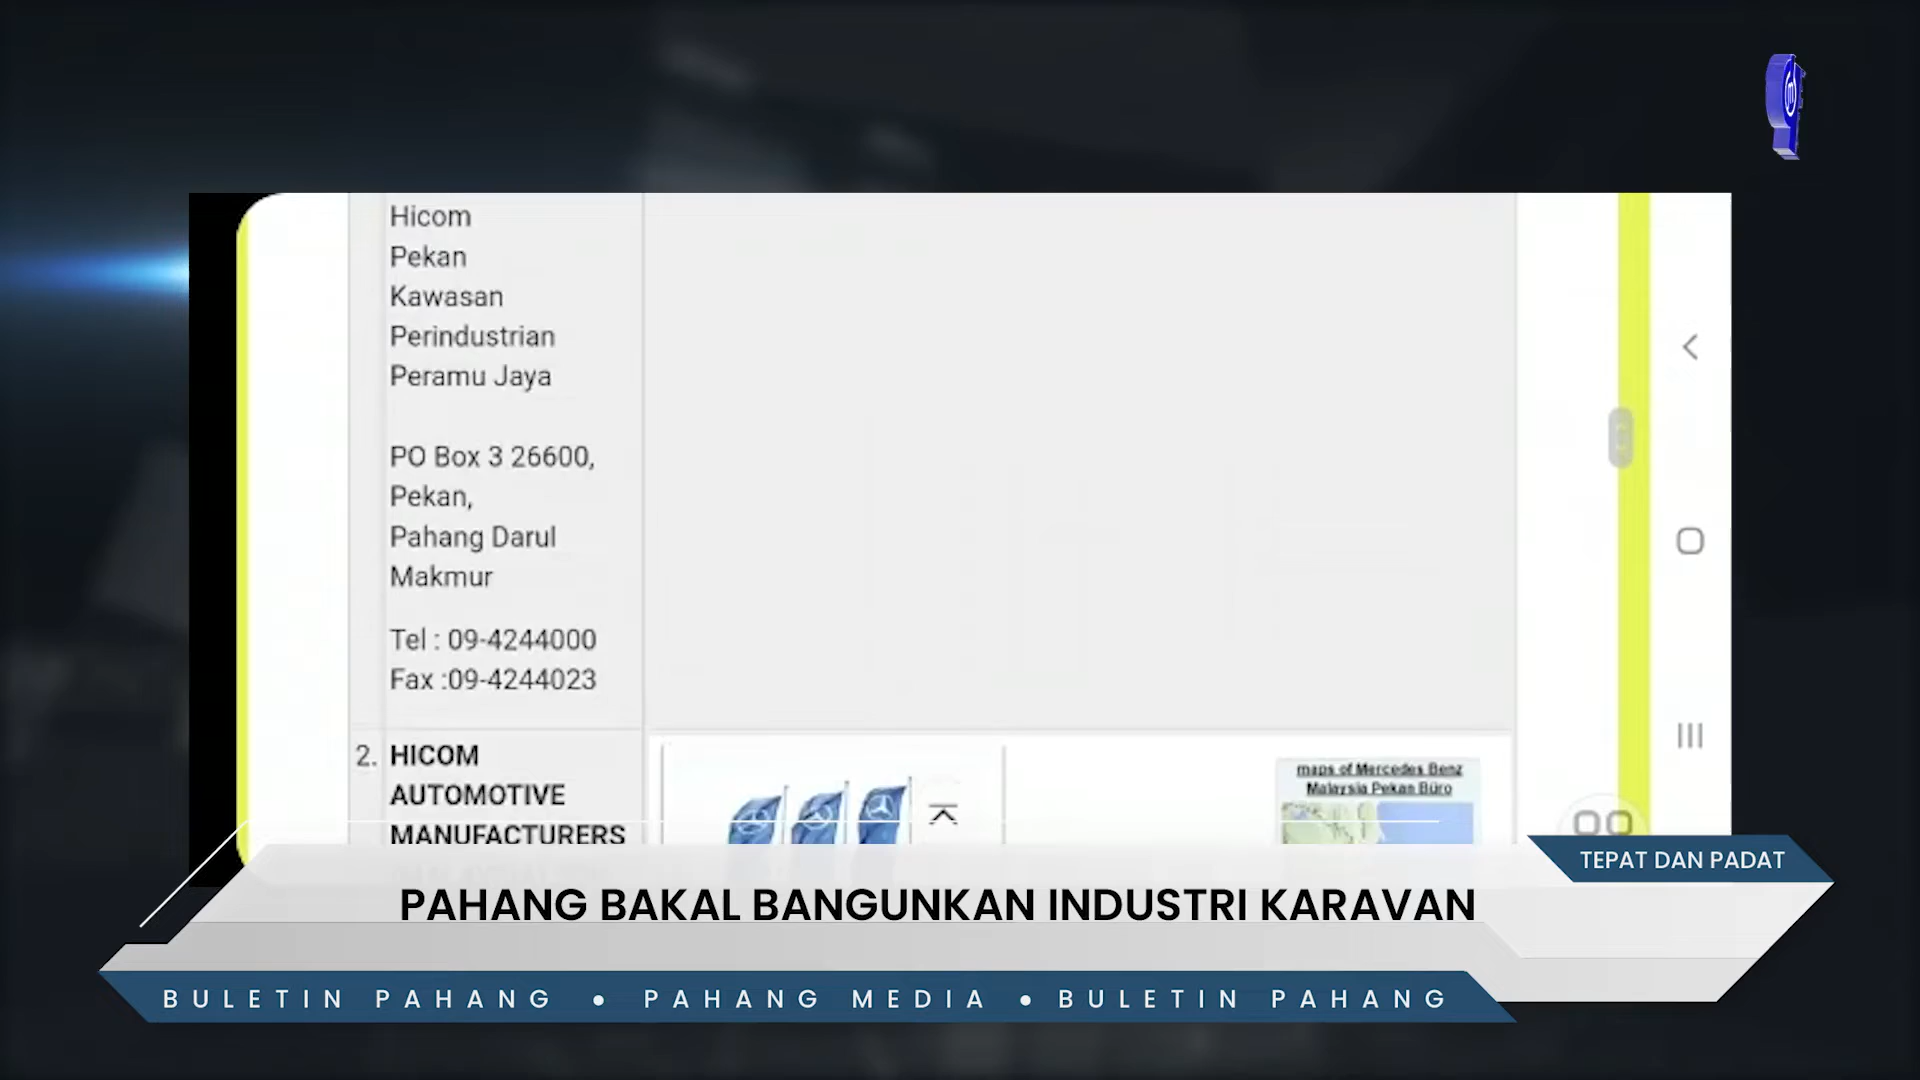 Hicom
Pekan
Kawasan
Perindustrian
Peramu Jaya
PO Box 3 26600,
Pekan,
Pahang Darul
Makmur
Tel : 09-4244000
Fax :09-4244023
2. HICOM
AUTOMOTIVE
MANUFACTURERS
maps of Mercedes Benz
Malaysia Pekan Büro
TEPAT DAN PADAT
PAHANG BAKAL BANGUNKAN INDUSTRI KARAVAN
BULETIN PAHANG • PAHANG MEDIA • BULETIN PAHANG